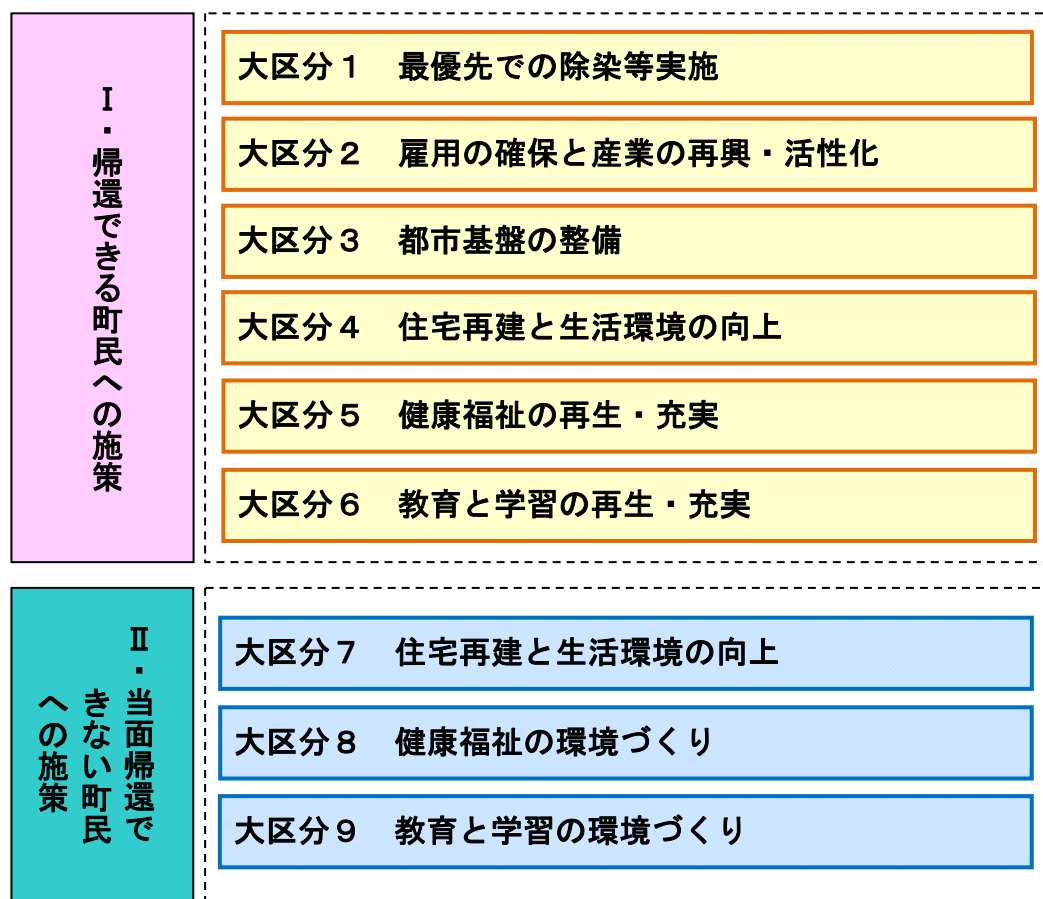 Ⅰ・帰還できる町民への施策
大区分１　最優先での除染等実施
大区分２　雇用の確保と産業の再興・活性化
大区分３　都市基盤の整備
大区分４　住宅再建と生活環境の向上
大区分５　健康福祉の再生・充実
大区分６　教育と学習の再生・充実
Ⅱ・当面帰還で
きない町民
への施策
大区分７　住宅再建と生活環境の向上
大区分８　健康福祉の環境づくり
大区分９　教育と学習の環境づくり